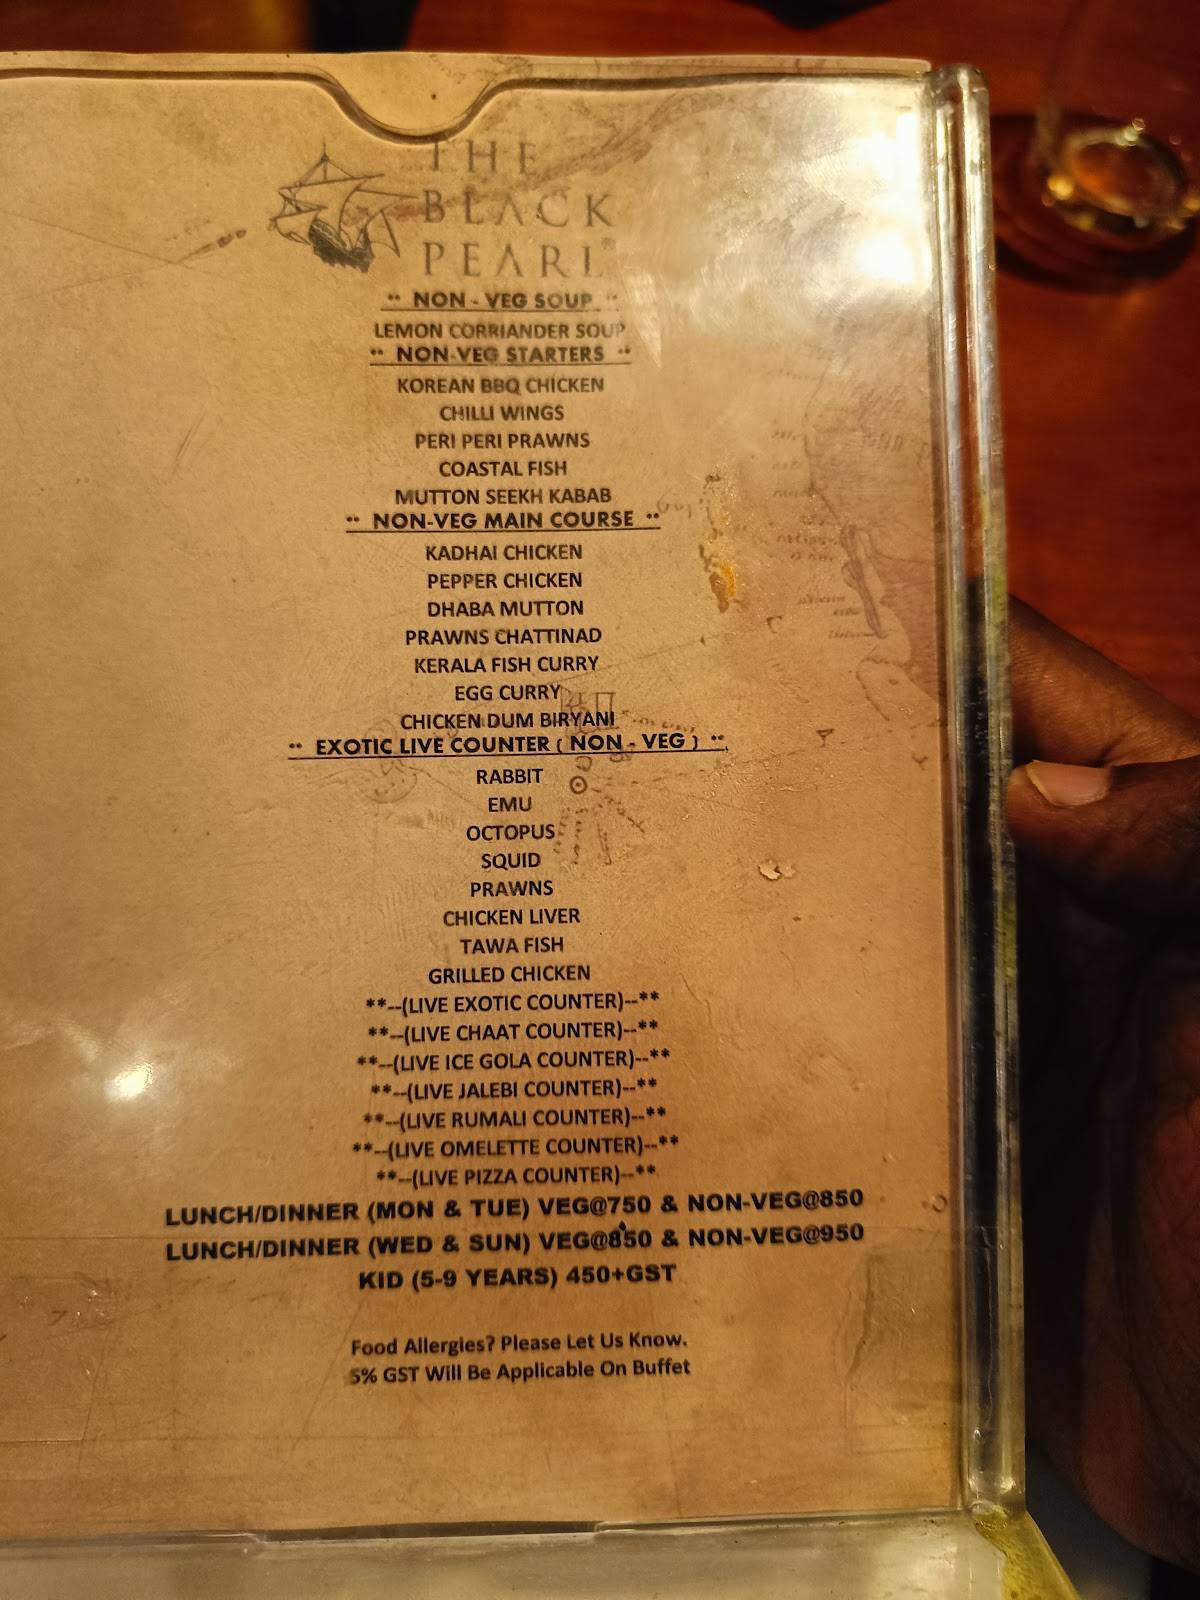 THE
BLACK
PEARL®
·· NON - VEG SOUP ··
LEMON CORRIANDER SOUP
·· NON-VEG STARTERS ··
KOREAN BBQ CHICKEN
CHILLI WINGS
PERI PERI PRAWNS
COASTAL FISH
MUTTON SEEKH KABAB
·· NON-VEG MAIN COURSE ··
KADHAI CHICKEN
PEPPER CHICKEN
DHABA MUTTON
PRAWNS CHATTINAD
KERALA FISH CURRY
EGG CURRY
CHICKEN DUM BIRYANI
·· EXOTIC LIVE COUNTER ( NON - VEG ) ··
RABBIT
EMU
OCTOPUS
SQUID
PRAWNS
CHICKEN LIVER
TAWA FISH
GRILLED CHICKEN
**--(LIVE EXOTIC COUNTER)--**
**--(LIVE CHAAT COUNTER)--**
**--(LIVE ICE GOLA COUNTER)--**
**--(LIVE JALEBI COUNTER)--**
**--(LIVE RUMALI COUNTER)--**
**--(LIVE OMELETTE COUNTER)--**
**--(LIVE PIZZA COUNTER)--**
LUNCH/DINNER (MON & TUE) VEG@750 & NON-VEG@850
LUNCH/DINNER (WED & SUN) VEG@850 & NON-VEG@950
KID (5-9 YEARS) 450+GST
Food Allergies? Please Let Us Know.
5% GST Will Be Applicable On Buffet